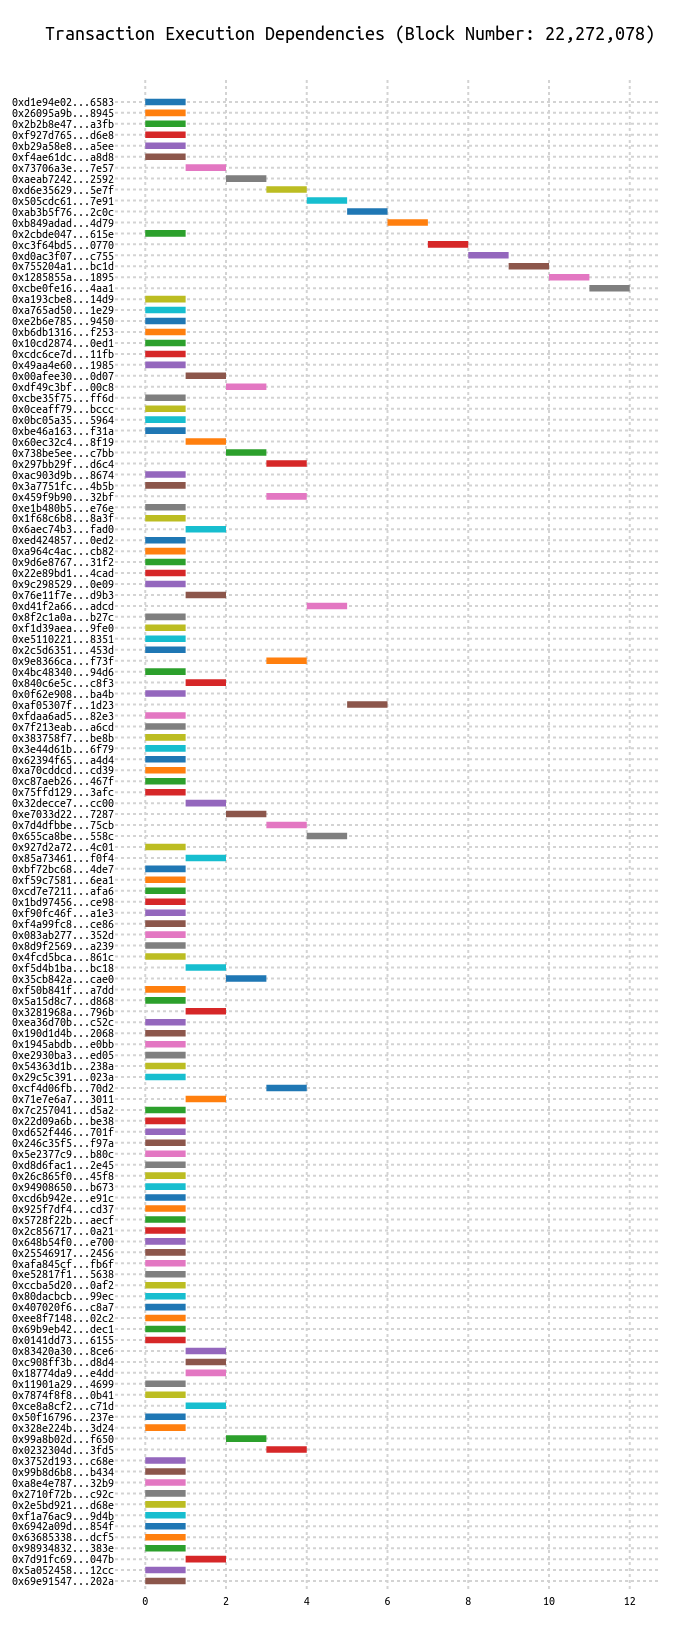 Transaction Execution Dependencies (Block Number: 22,272,078)
0xd1e94e02...6583
0x26095a9b...8945
0x2b2b8e47...a3fb
0xf927d765...d6e8
0xb29a58e8...a5ee
0xf4ae61dc...a8d8
0x73706a3e...7e57
0xaeab7242...2592
0xd6e35629...5e7f
0x505cdc61...7e91
0xab3b5f76...2c0c
0xb849adad...4d79
0x2cbde047...615e
0xc3f64bd5...0770
0xd0ac3f07...c755
0x755204a1...bc1d
0x1285855a...1895
0xcbe0fe16...4aa1
0xa193cbe8...14d9
0xa765ad50...1e29
0xe2b6e785...9450
0xb6db1316...f253
0x10cd2874...0ed1
0xcdc6ce7d...11fb
0x49aa4e60...1985
0x00afee30...0d07
0xdf49c3bf...00c8
0xcbe35f75...ff6d
0x0ceaff79...bccc
0x0bc05a35...5964
0xbe46a163...f31a
0x60ec32c4...8f19
0x738be5ee...c7bb
0x297bb29f...d6c4
0xac903d9b...8674
0x3a7751fc...4b5b
0x459f9b90...32bf
0xe1b480b5...e76e
0x1f68c6b8...8a3f
0x6aec74b3...fad0
0xed424857...0ed2
0xa964c4ac...cb82
0x9d6e8767...31f2
0x22e89bd1...4cad
0x9c298529...0e09
0x76e11f7e...d9b3
0xd41f2a66...adcd
0x8f2c1a0a...b27c
0xf1d39aea...9fe0
0xe5110221...8351
0x2c5d6351...453d
0x9e8366ca...f73f
0x4bc48340...94d6
0x840c6e5c...c8f3
0x0f62e908...ba4b
0xaf05307f...1d23
0xfdaa6ad5...82e3
0x7f213eab...a6cd
0x383758f7...be8b
0x3e44d61b...6f79
0x62394f65...a4d4
0xa70cddcd...cd39
0xc87aeb26...467f
0x75ffd129...3afc
0x32decce7...cc00
0xe7033d22...7287
0x7d4dfbbe...75cb
0x655ca8be...558c
0x927d2a72...4c01
0x85a73461...f0f4
0xbf72bc68...4de7
0xf59c7581...6ea1
0xcd7e7211...afa6
0x1bd97456...ce98
0xf90fc46f...a1e3
0xf4a99fc8...ce86
0x083ab277...352d
0x8d9f2569...a239
0x4fcd5bca...861c
0xf5d4b1ba...bc18
0x35cb842a...cae0
0xf50b841f...a7dd
0x5a15d8c7...d868
0x3281968a...796b
0xea36d70b...c52c
0x190d1d4b...2068
0x1945abdb...e0bb
0xe2930ba3...ed05
0x54363d1b...238a
0x29c5c391...023a
0xcf4d06fb...70d2
0x71e7e6a7...3011
0x7c257041...d5a2
0x22d09a6b...be38
0xd652f446...701f
0x246c35f5...f97a
0x5e2377c9...b80c
0xd8d6fac1...2e45
0x26c865f0...45f8
0x94908650...b673
0xcd6b942e...e91c
0x925f7df4...cd37
0x5728f22b...aecf
0x2c856717...0a21
0x648b54f0...e700
0x25546917...2456
0xafa845cf...fb6f
0xe52817f1...5638
0xccba5d20...0af2
0x80dacbcb...99ec
0x407020f6...c8a7
0xee8f7148...02c2
0x69b9eb42...dec1
0x0141dd73...6155
0x83420a30...8ce6
0xc908ff3b...d8d4
0x18774da9...e4dd
0x11901a29...4699
0x7874f8f8...0b41
0xce8a8cf2...c71d
0x50f16796...237e
0x328e224b...3d24
0x99a8b02d...f650
0x0232304d...3fd5
0x3752d193...c68e
0x99b8d6b8...b434
0xa8e4e787...32b9
0x2710f72b...c92c
0x2e5bd921...d68e
0xf1a76ac9...9d4b
0x6942a09d...854f
0x63685338...dcf5
0x98934832...383e
0x7d91fc69...047b
0x5a052458...12cc
0x69e91547...202a
0 2 4 6 8 10 12